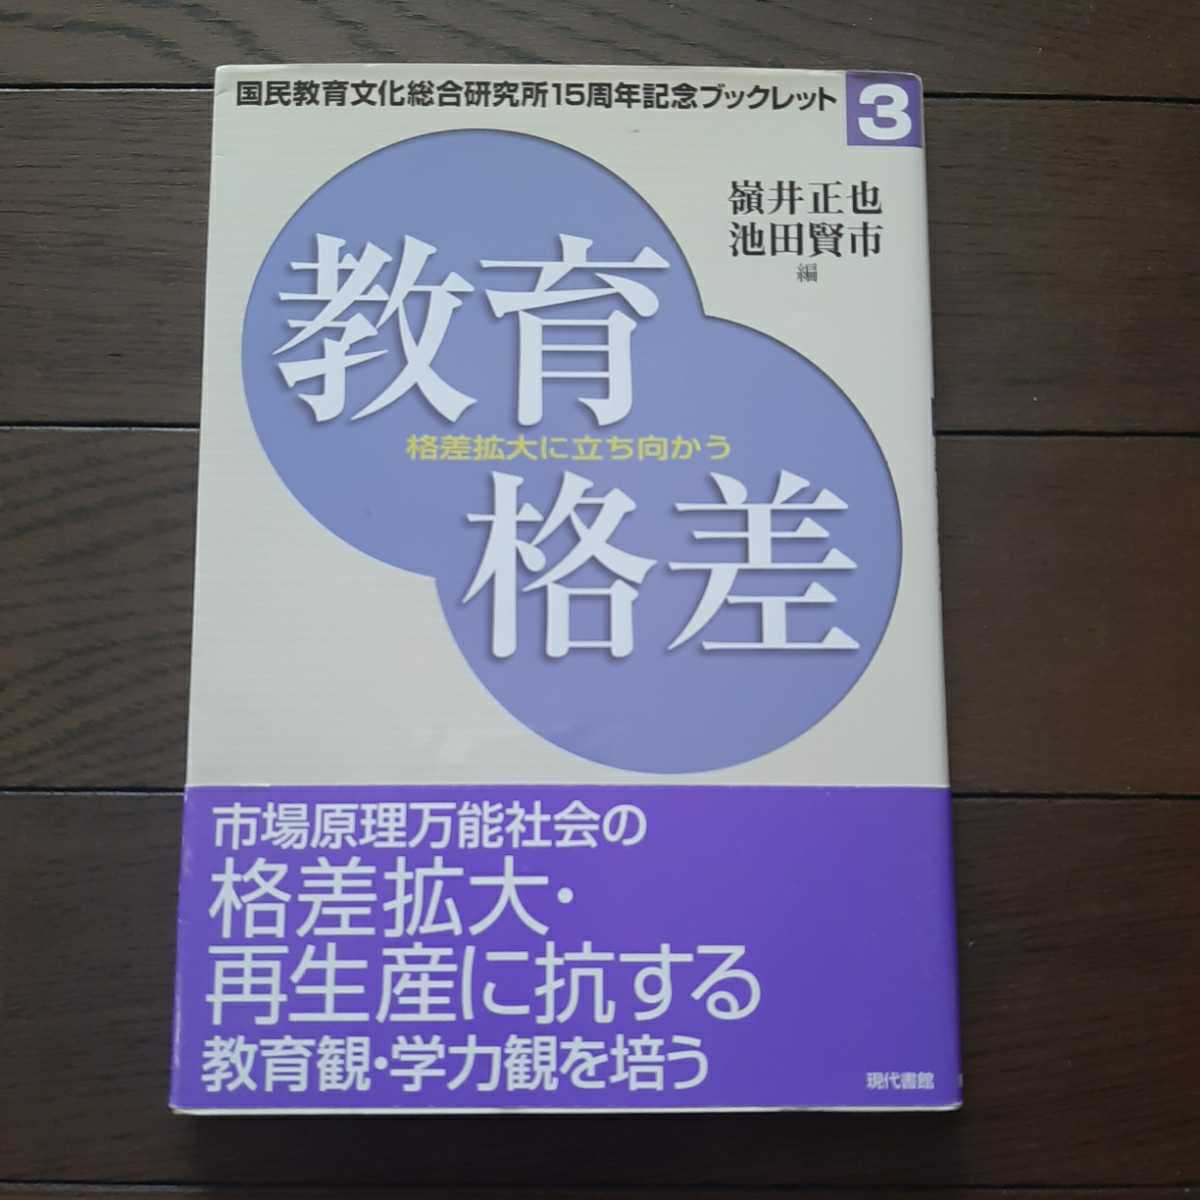 国民教育文化総合研究所15周年記念ブックレット 3
嶺井正也
池田賢市
編
教育
格差拡大に立ち向かう
格差
市場原理万能社会の
格差拡大・
再生産に抗する
教育観・学力観を培う
現代書館